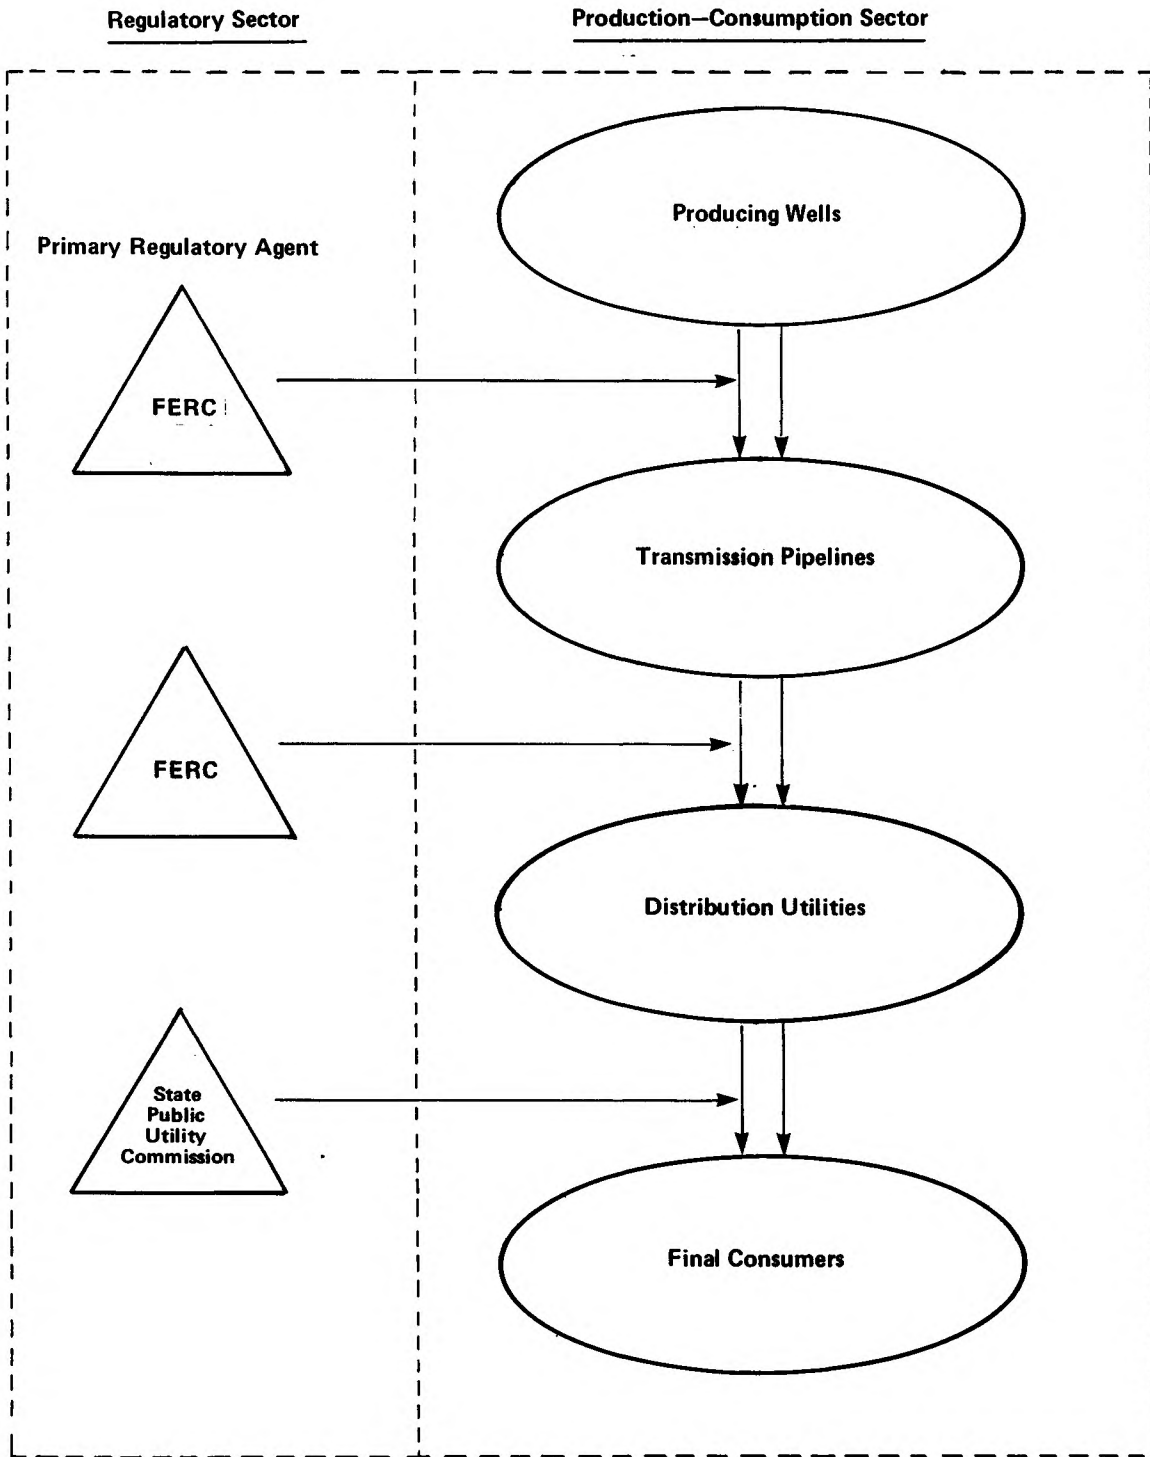 Regulatory Sector
Production—Consumption Sector
Producing Wells
Primary Regulatory Agent
FERC
Transmission Pipelines
FERC
Distribution Utilities
State
Public
Utility
Commission
Final Consumers